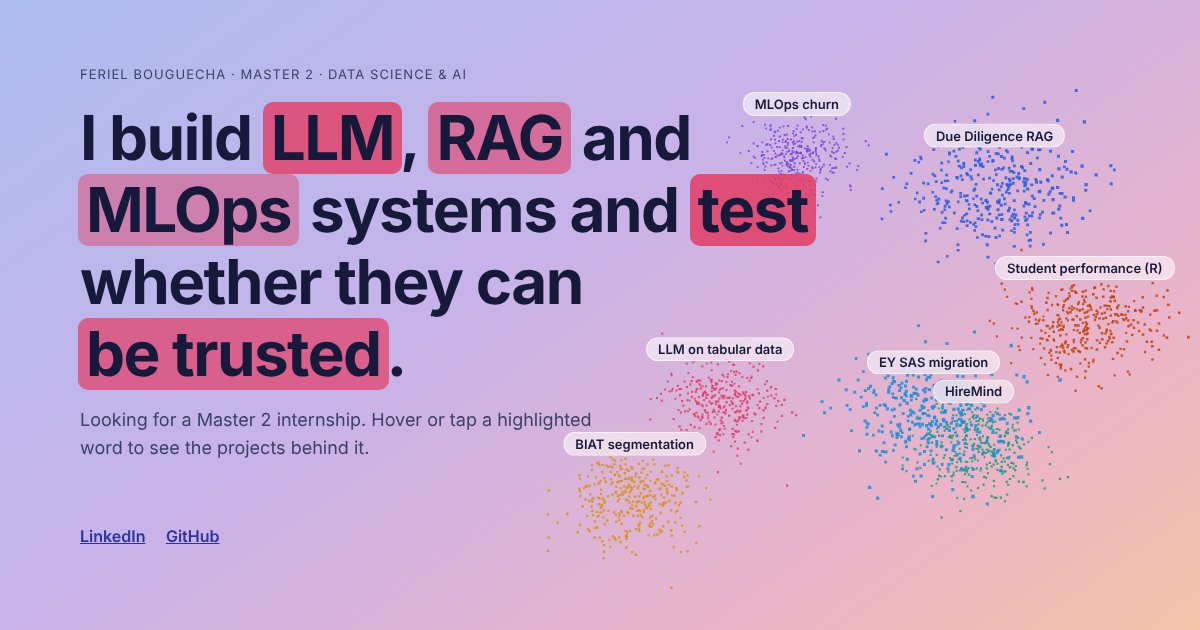 FERIEL BOUGUECHA · MASTER 2 · DATA SCIENCE & AI
I build LLM, RAG and
MLOps systems and test
whether they can
be trusted.
Looking for a Master 2 internship. Hover or tap a highlighted
word to see the projects behind it.
LinkedIn GitHub
MLOps churn
Due Diligence RAG
Student performance (R)
LLM on tabular data
EY SAS migration
HireMind
BIAT segmentation